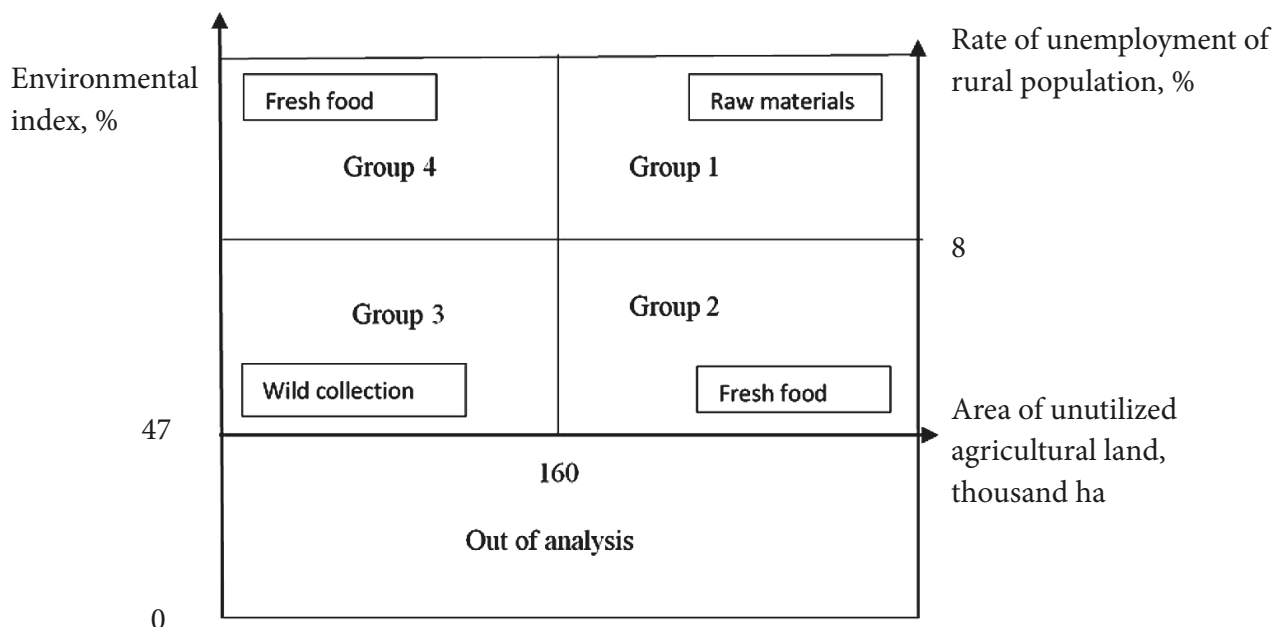 Environmental
index, %
Rate of unemployment of
rural population, %
Fresh food
Raw materials
Group 4
Group 1
8
Group 3
Group 2
Wild collection
Fresh food
47
Area of unutilized
agricultural land,
thousand ha
160
Out of analysis
0